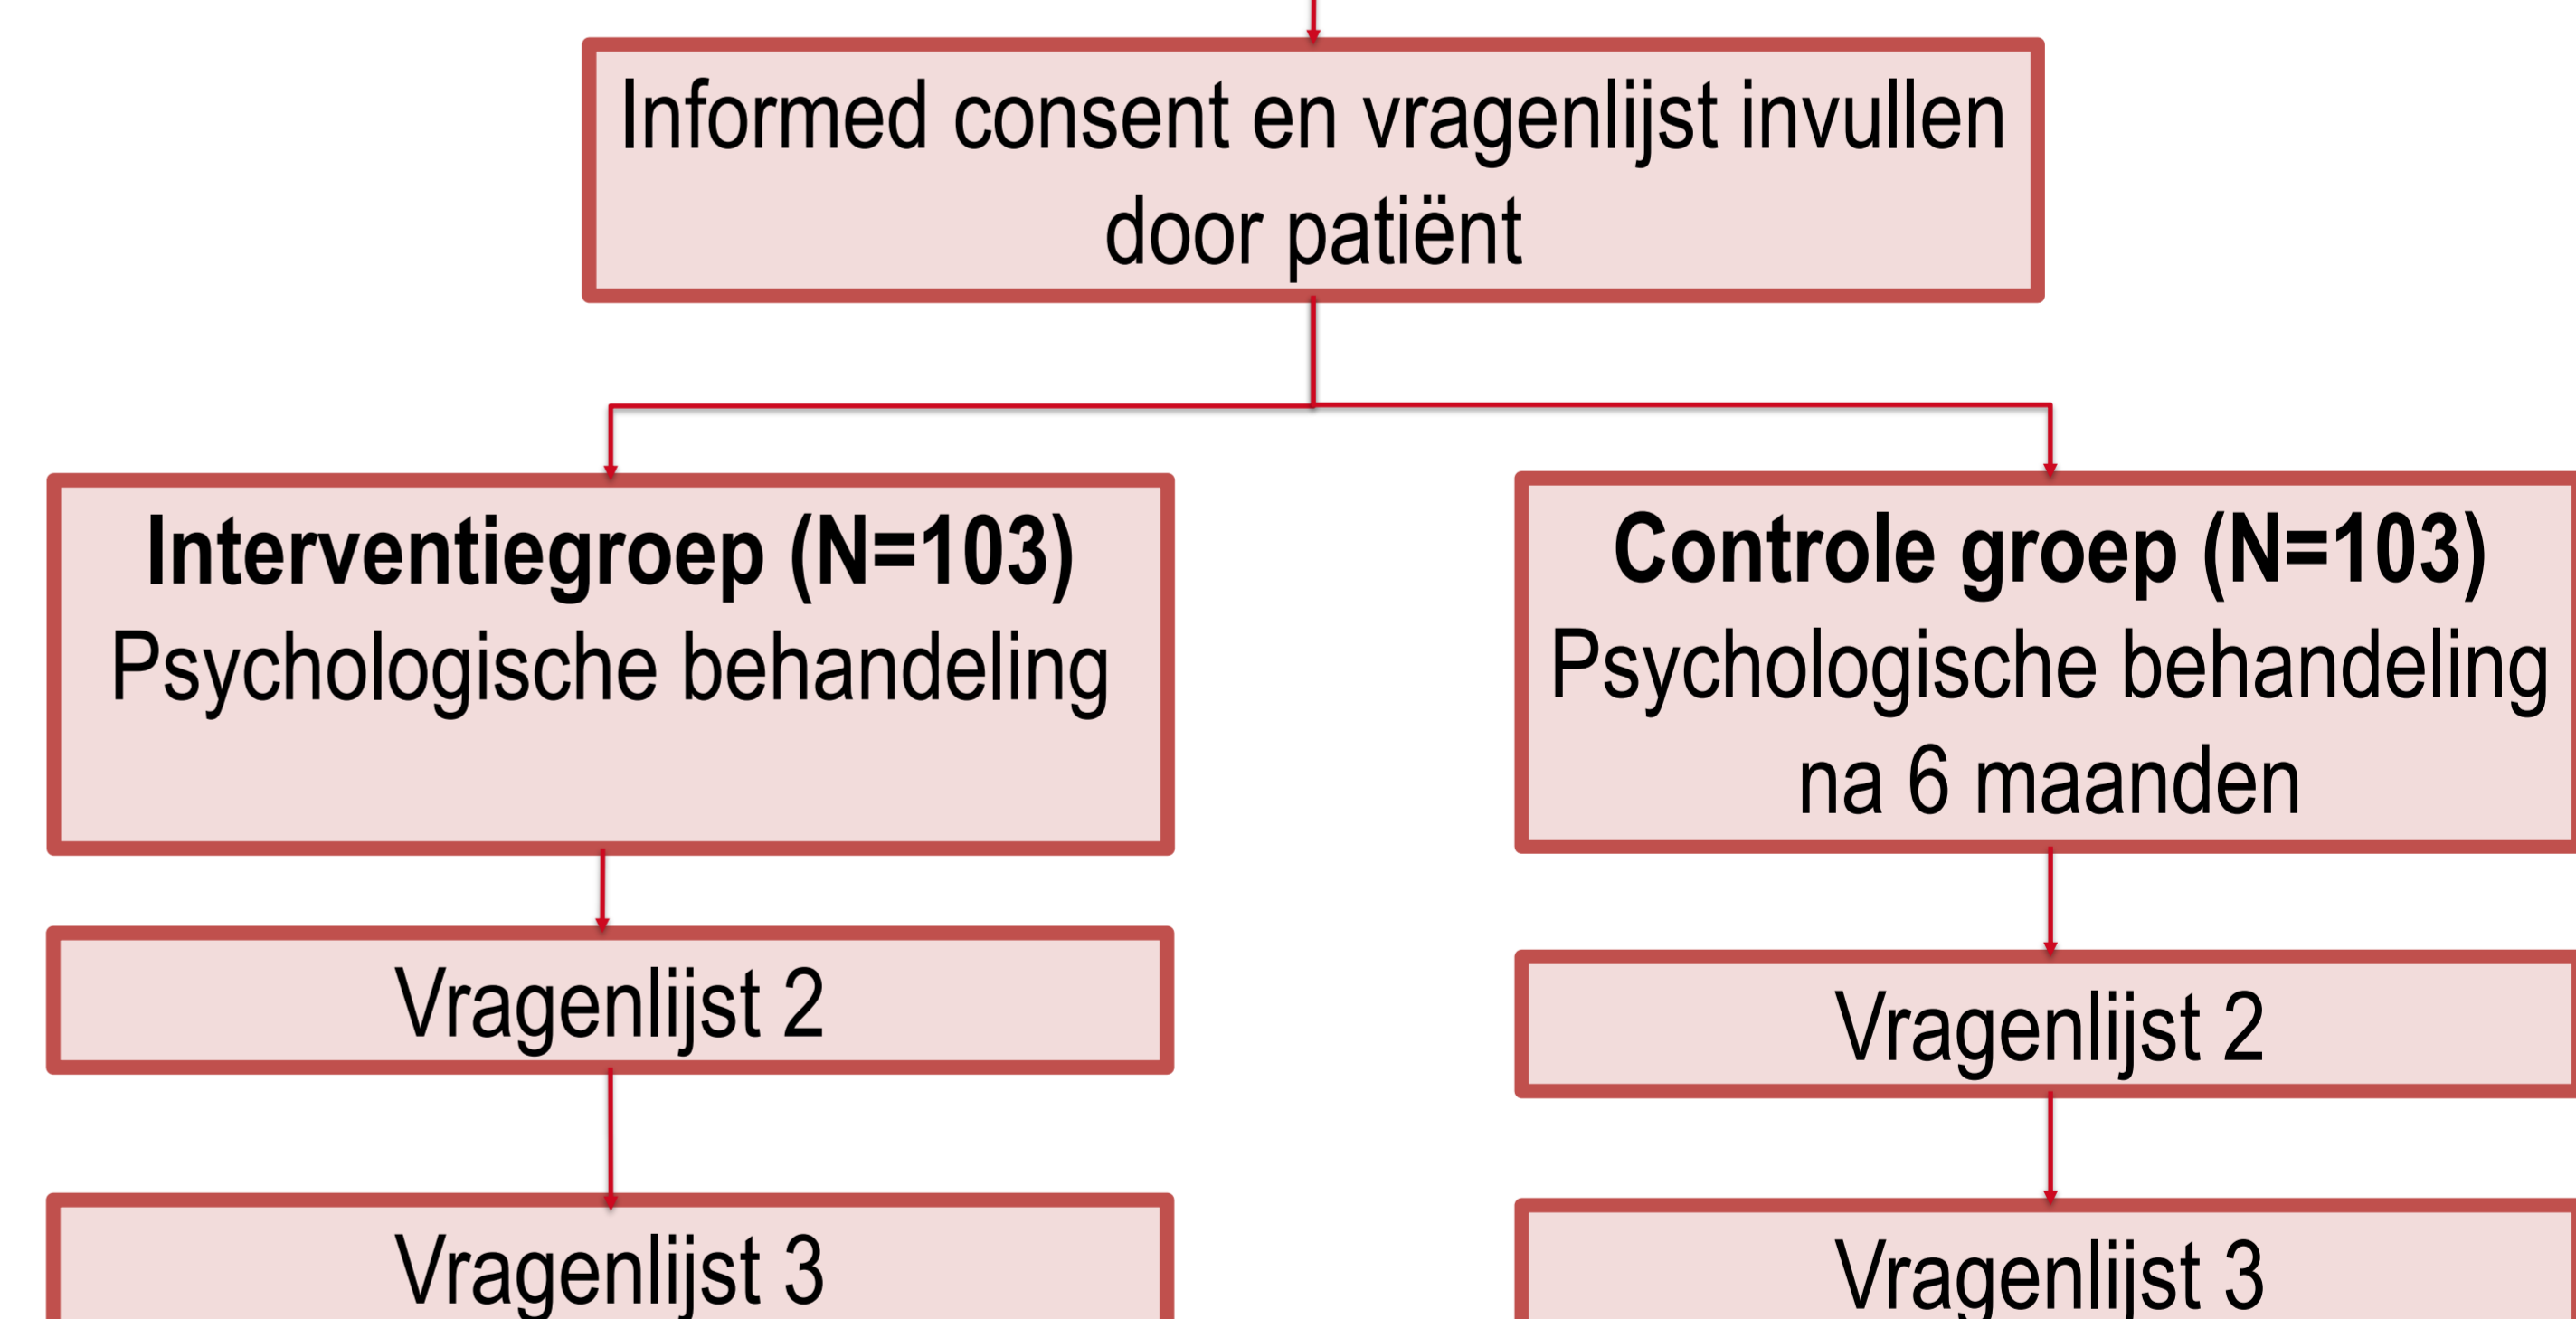 Informed consent en vragenlijst invullen
door patiënt
Interventiegroep (N=103)
Psychologische behandeling
Controle groep (N=103)
Psychologische behandeling
na 6 maanden
Vragenlijst 2
Vragenlijst 2
Vragenlijst 3
Vragenlijst 3